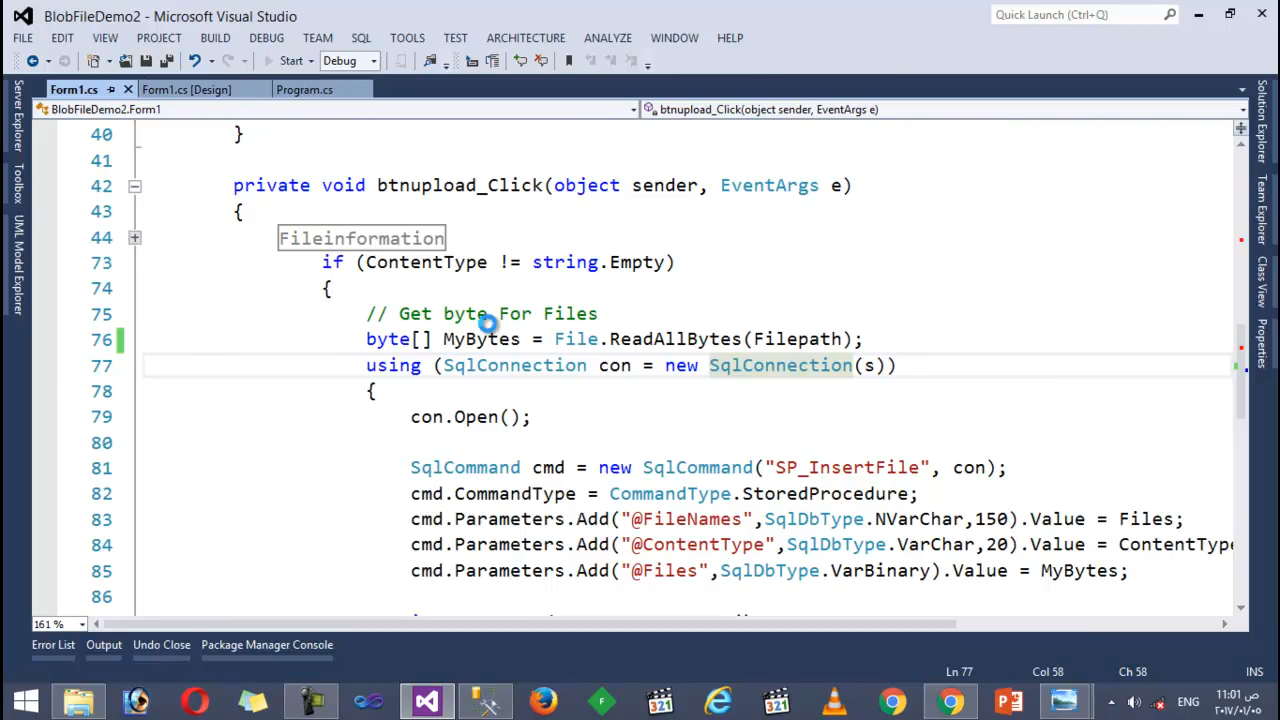 BlobFileDemo2 - Microsoft Visual Studio
Quick Launch (Ctrl+Q)
FILE EDIT VIEW PROJECT BUILD DEBUG TEAM SQL TOOLS TEST ARCHITECTURE ANALYZE WINDOW HELP
Start Debug
Form1.cs Form1.cs [Design] Program.cs
BlobFileDemo2.Form1 btnupload_Click(object sender, EventArgs e)
Server Explorer
Toolbox
UML Model Explorer
Solution Explorer
Team Explorer
Class View
Properties
40 }
41
42 private void btnupload_Click(object sender, EventArgs e)
43 {
44 Fileinformation
73 if (ContentType != string.Empty)
74 {
75 // Get byte For Files
76 byte[] MyBytes = File.ReadAllBytes(Filepath);
77 using (SqlConnection con = new SqlConnection(s))
78 {
79 con.Open();
80
81 SqlCommand cmd = new SqlCommand("SP_InsertFile", con);
82 cmd.CommandType = CommandType.StoredProcedure;
83 cmd.Parameters.Add("@FileNames",SqlDbType.NVarChar,150).Value = Files;
84 cmd.Parameters.Add("@ContentType",SqlDbType.VarChar,20).Value = ContentType
85 cmd.Parameters.Add("@Files",SqlDbType.VarBinary).Value = MyBytes;
86
161 %
Error List Output Undo Close Package Manager Console
Ln 77 Col 58 Ch 58 INS
321 321
ENG
11:01 ص
٢٠١٧/٠١/٠٥